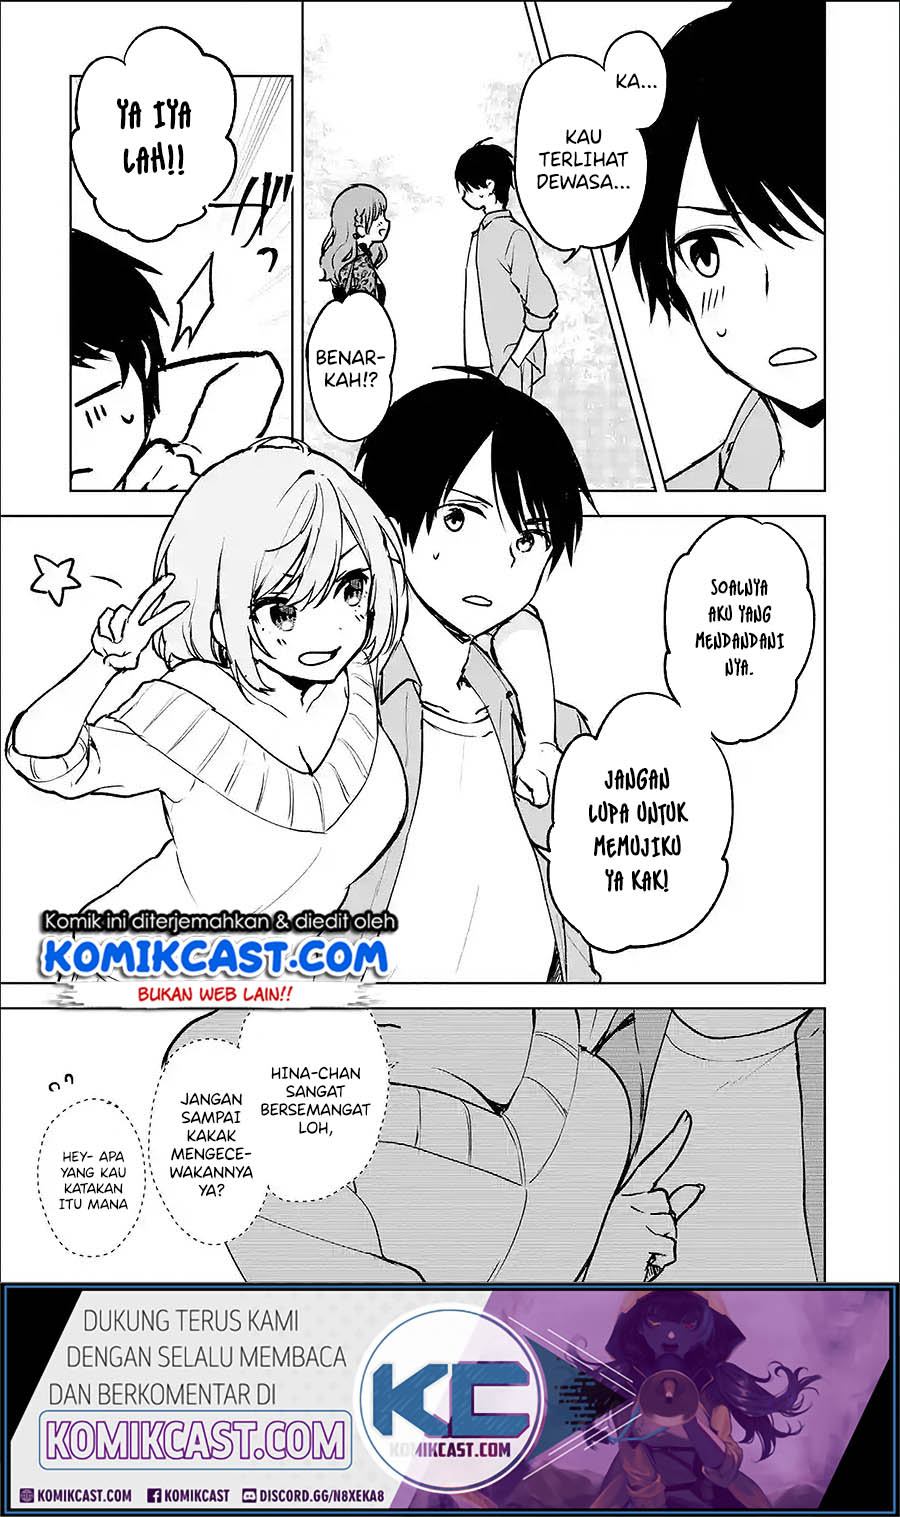 KA...
KAU
TERLIHAT
DEWASA...
BENAR-
KAH!?
YA IYA
LAH!!
SOALNYA
AKU YANG
MENDANDANI
NYA.
JANGAN
LUPA UNTUK
MEMUJIKU
YA KAK!
Komik ini diterjemahkan & diedit oleh
KOMIKCAST.COM
BUKAN WEB LAIN!!
HINA-CHAN
SANGAT
BERSEMANGAT
LOH,
JANGAN
SAMPAI
KAKAK
MENGECE-
WAKANNYA
YA?
HEY- APA
YANG KAU
KATAKAN
ITU MANA
DUKUNG TERUS KAMI
DENGAN SELALU MEMBACA
DAN BERKOMENTAR DI
KOMIKCAST.COM
KC
KOMIKCAST.COM
KOMIKCAST.COM
KOMIKCAST
DISCORD.GG/N8XEKA8